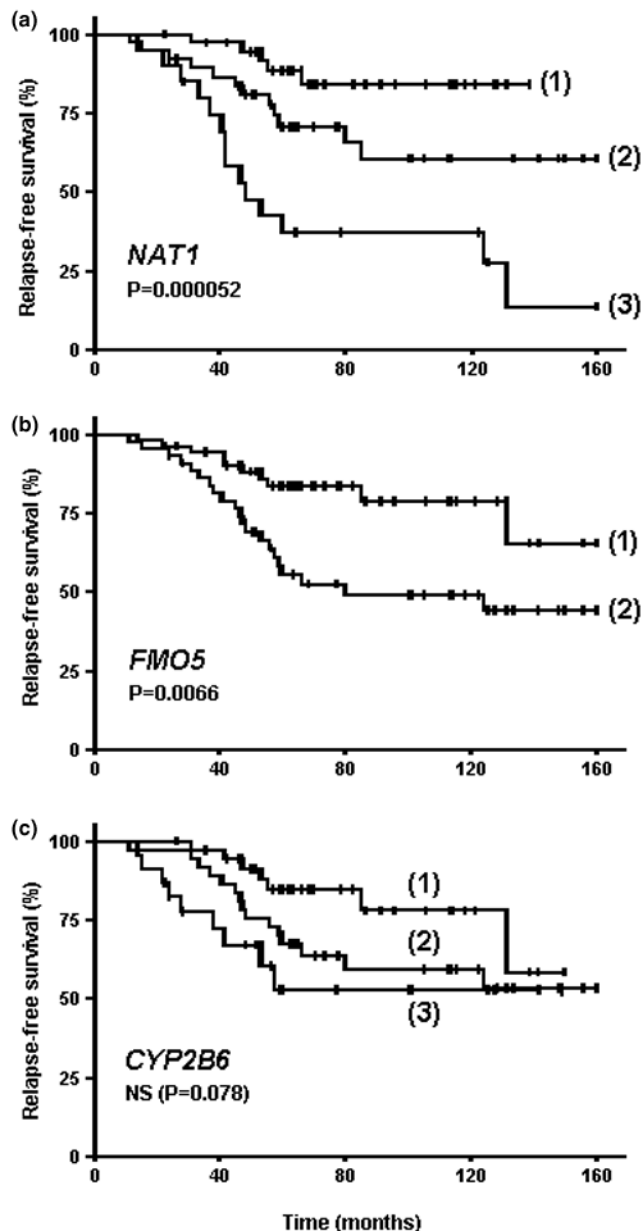 (a)
Relapse-free survival (%)
100
75
50
25
0
NAT1
P=0.000052
(1)
(2)
(3)
0 40 80 120 160
(b)
Relapse-free survival (%)
100
75
50
25
0
FMO5
P=0.0066
(1)
(2)
0 40 80 120 160
(c)
Relapse-free survival (%)
100
75
50
25
0
(1)
(2)
(3)
CYP2B6
NS (P=0.078)
0 40 80 120 160
Time (months)